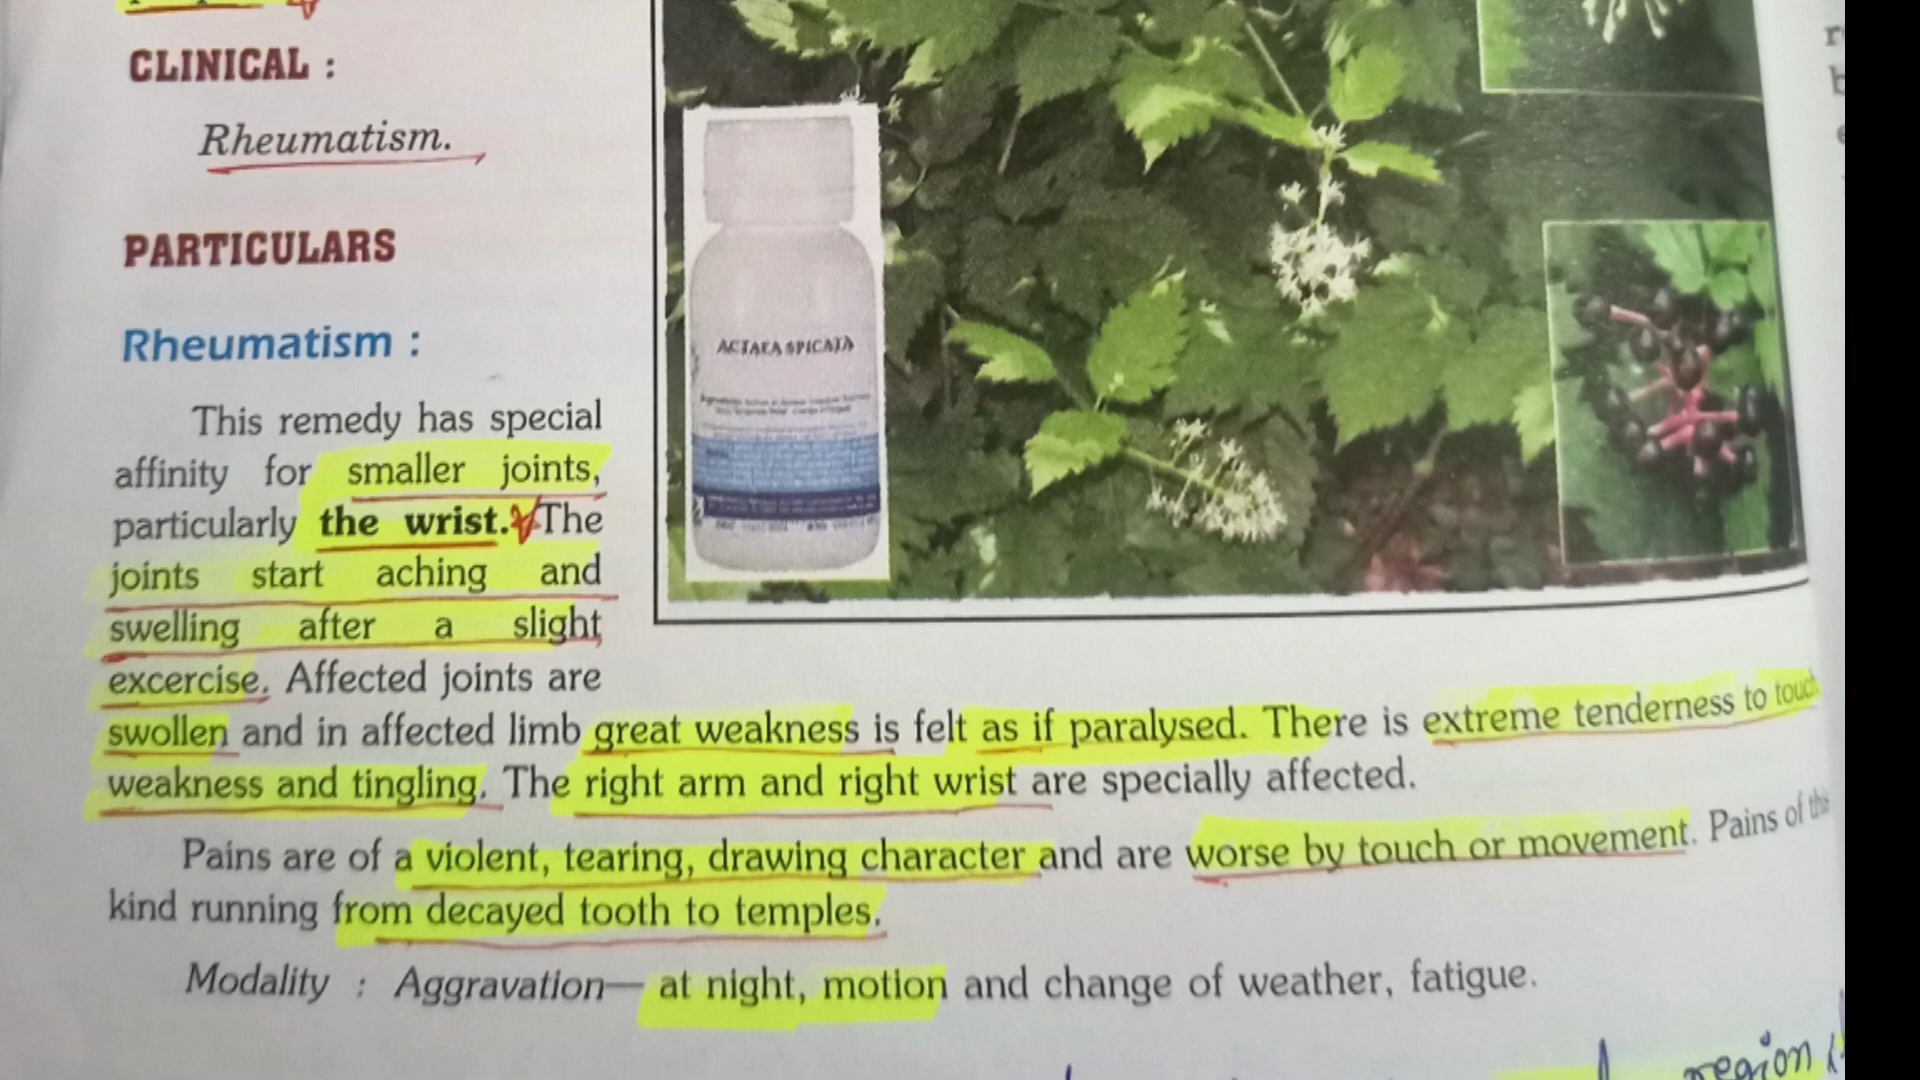 CLINICAL :
Rheumatism.
PARTICULARS
Rheumatism :
This remedy has special
affinity for smaller joints,
particularly the wrist. The
joints start aching and
swelling after a slight
excercise. Affected joints are
swollen and in affected limb great weakness is felt as if paralysed. There is extreme tenderness to touch
weakness and tingling. The right arm and right wrist are specially affected.
Pains are of a violent, tearing, drawing character and are worse by touch or movement. Pains of this
kind running from decayed tooth to temples.
Modality : Aggravation— at night, motion and change of weather, fatigue.
ACTAEA SPICATA
region